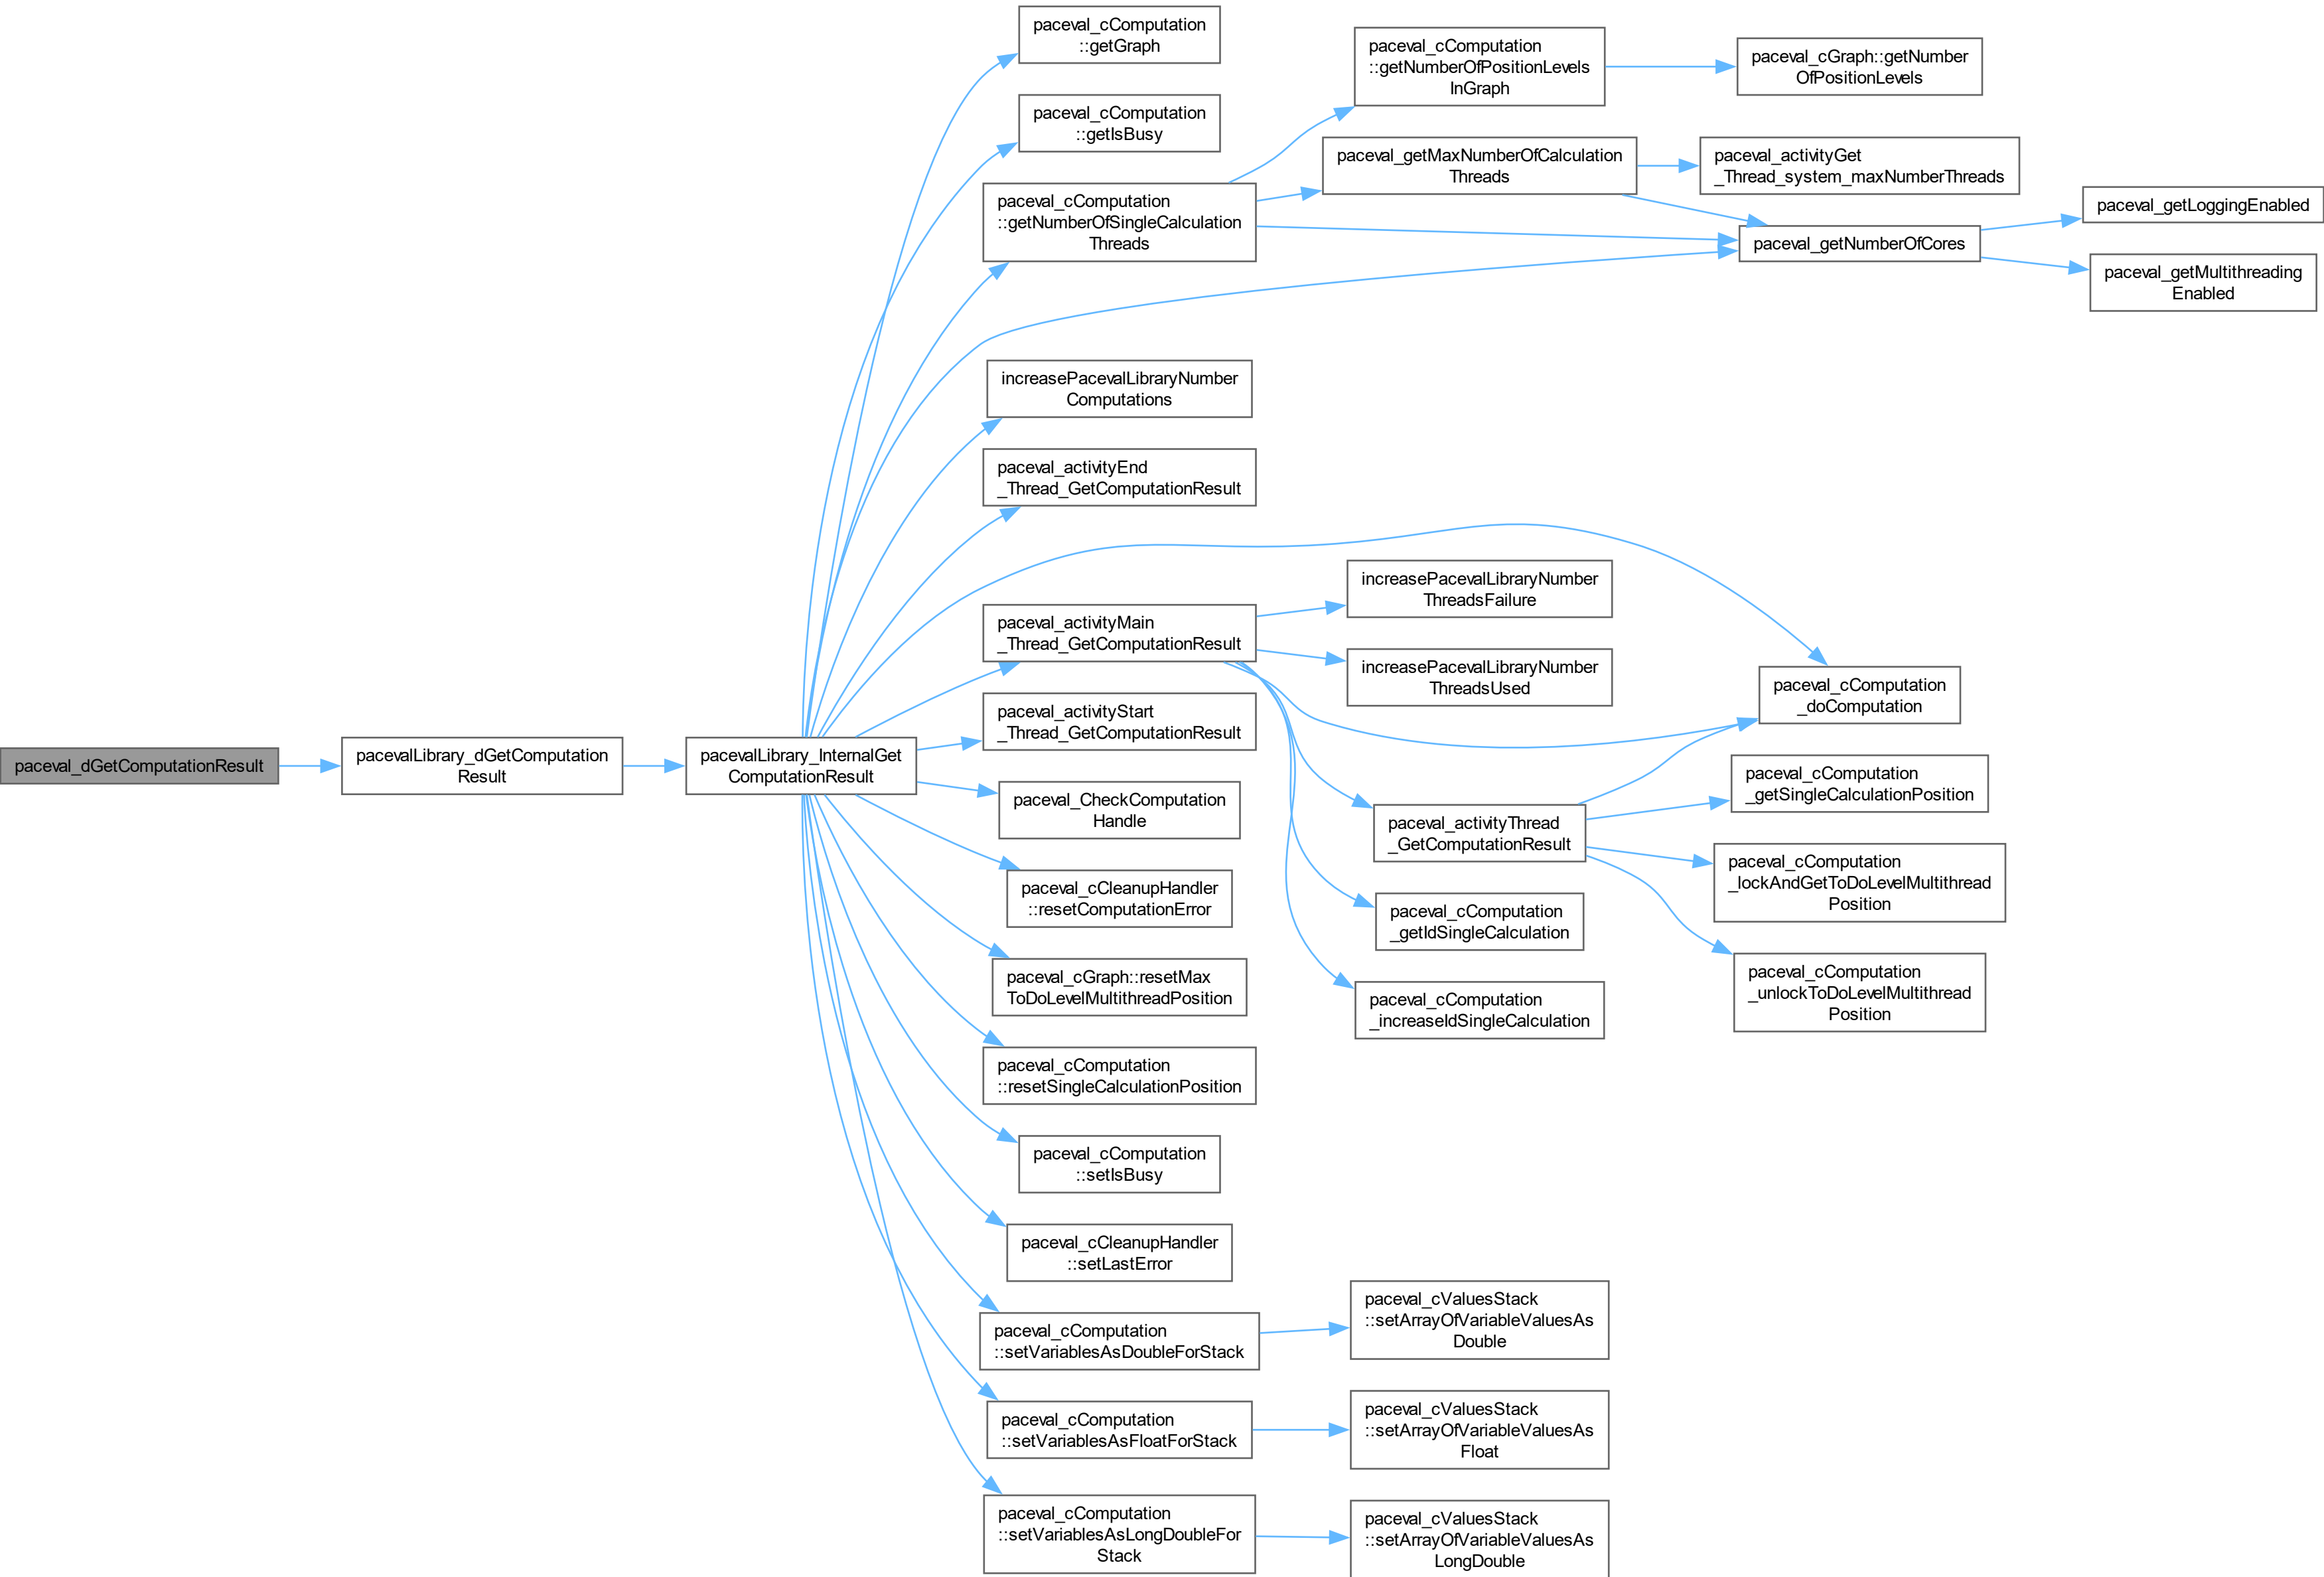 paceval_dGetComputationResult
pacevalLibrary_dGetComputation
Result
pacevalLibrary_InternalGet
ComputationResult
paceval_cComputation
::getGraph
paceval_cComputation
::getIsBusy
paceval_cComputation
::getNumberOfSingleCalculation
Threads
increasePacevalLibraryNumber
Computations
paceval_activityEnd
_Thread_GetComputationResult
paceval_activityMain
_Thread_GetComputationResult
paceval_activityStart
_Thread_GetComputationResult
paceval_CheckComputation
Handle
paceval_cCleanupHandler
::resetComputationError
paceval_cGraph::resetMax
ToDoLevelMultithreadPosition
paceval_cComputation
::resetSingleCalculationPosition
paceval_cComputation
::setIsBusy
paceval_cCleanupHandler
::setLastError
paceval_cComputation
::setVariablesAsDoubleForStack
paceval_cComputation
::setVariablesAsFloatForStack
paceval_cComputation
::setVariablesAsLongDoubleFor
Stack
paceval_cComputation
::getNumberOfPositionLevels
InGraph
paceval_getMaxNumberOfCalculation
Threads
increasePacevalLibraryNumber
ThreadsFailure
increasePacevalLibraryNumber
ThreadsUsed
paceval_activityThread
_GetComputationResult
paceval_cComputation
_getIdSingleCalculation
paceval_cComputation
_increaseIdSingleCalculation
paceval_cValuesStack
::setArrayOfVariableValuesAs
Double
paceval_cValuesStack
::setArrayOfVariableValuesAs
Float
paceval_cValuesStack
::setArrayOfVariableValuesAs
LongDouble
paceval_cGraph::getNumber
OfPositionLevels
paceval_activityGet
_Thread_system_maxNumberThreads
paceval_getNumberOfCores
paceval_cComputation
_doComputation
paceval_cComputation
_getSingleCalculationPosition
paceval_cComputation
_lockAndGetToDoLevelMultithread
Position
paceval_cComputation
_unlockToDoLevelMultithread
Position
paceval_getLoggingEnabled
paceval_getMultithreading
Enabled